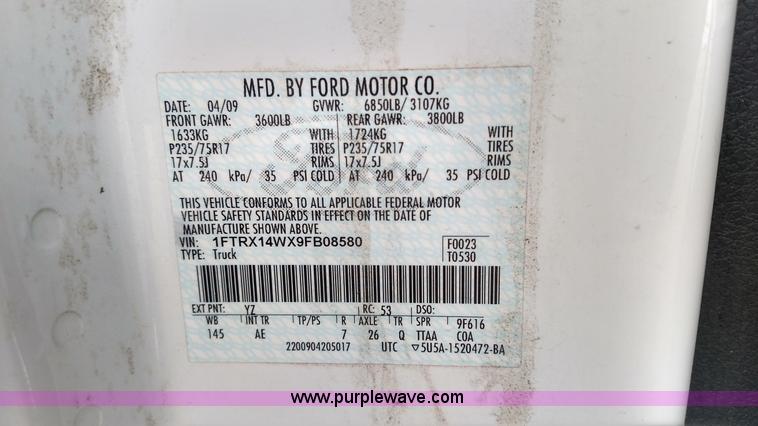 MFD. BY FORD MOTOR CO.
DATE: 04/09 GVWR: 6850LB/ 3107KG
FRONT GAWR: 3600LB REAR GAWR: 3800LB
1633KG WITH 1724KG WITH
P235/75R17 TIRES P235/75R17 TIRES
17x7.5J RIMS 17x7.5J RIMS
AT 240 kPa/ 35 PSI COLD AT 240 kPa/ 35 PSI COLD
Ford
THIS VEHICLE CONFORMS TO ALL APPLICABLE FEDERAL MOTOR
VEHICLE SAFETY STANDARDS IN EFFECT ON THE DATE OF
MANUFACTURE SHOWN ABOVE.
VIN: 1FTRX14WX9FB08580 F0023
TYPE: Truck T0530
EXT PNT: YZ RC: 53 DSO:
WB INT TR TP/PS R AXLE TR SPR 9F616
145 AE 7 26 Q TTAA COA
2200904205017 UTC ▽5U5A-1520472-BA
www.purplewave.com